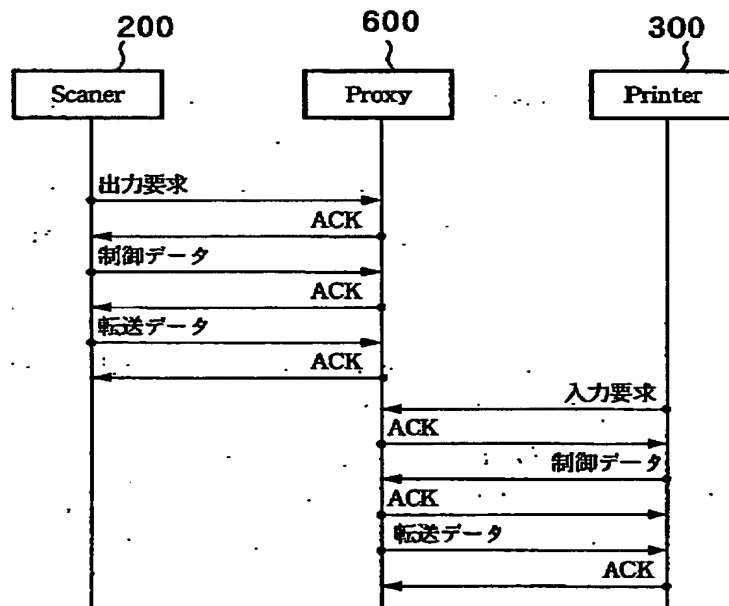 200
600
300
Scaner
Proxy
Printer
出力要求
ACK
制御データ
ACK
転送データ
ACK
入力要求
ACK
制御データ
ACK
転送データ
ACK